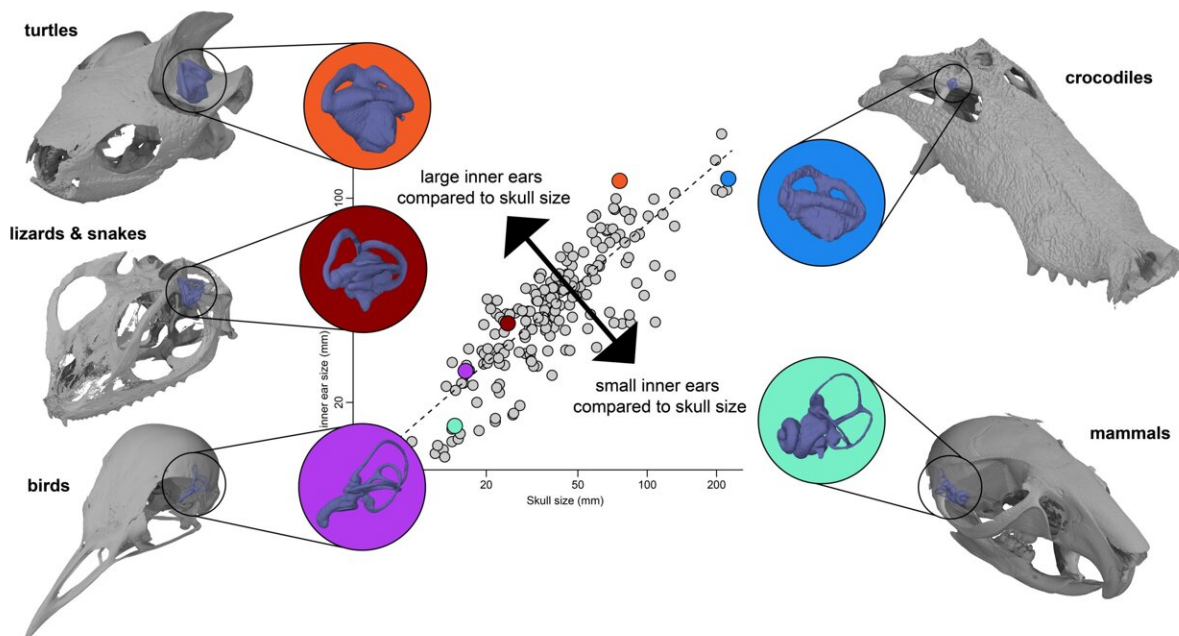 turtles
crocodiles
large inner ears
compared to skull size
100
lizards & snakes
inner ear size (mm)
small inner ears
compared to skull size
20
mammals
birds
20
50
100
200
Skull size (mm)